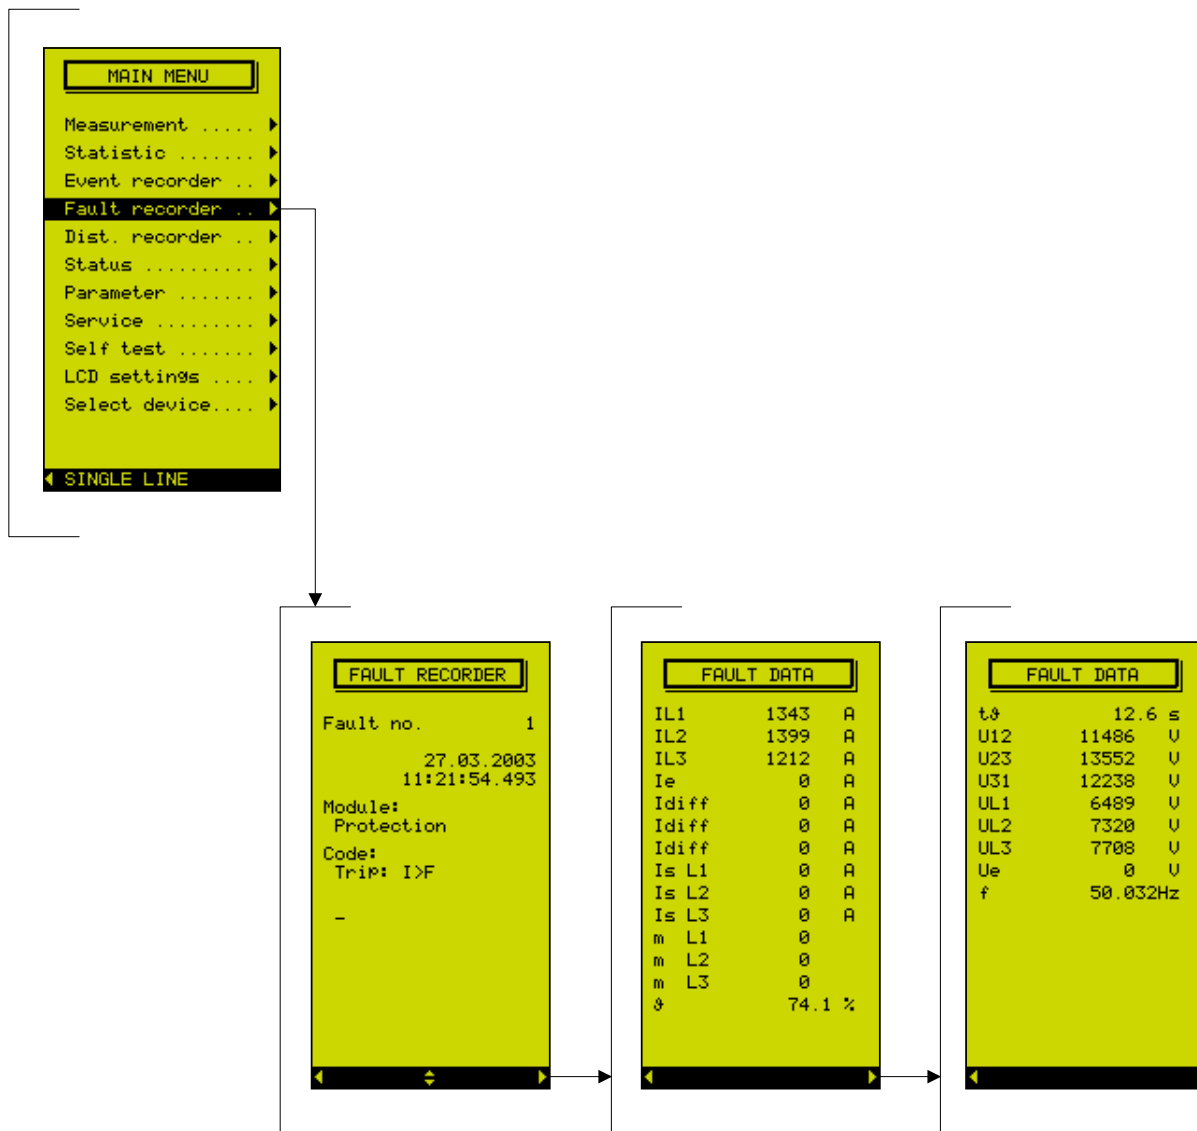 MAIN MENU
Measurement .....
Statistic .......
Event recorder ..
Fault recorder ..
Dist. recorder ..
Status ..........
Parameter .......
Service .........
Self test .......
LCD settings ....
Select device....
SINGLE LINE
FAULT RECORDER
Fault no. 1
27.03.2003
11:21:54.493
Module:
Protection
Code:
Trip: I>F
–
FAULT DATA
IL1 1343 A
IL2 1399 A
IL3 1212 A
Ie 0 A
Idiff 0 A
Idiff 0 A
Idiff 0 A
Is L1 0 A
Is L2 0 A
Is L3 0 A
m L1 0
m L2 0
m L3 0
ϑ 74.1 %
FAULT DATA
tϑ 12.6 s
U12 11486 V
U23 13552 V
U31 12238 V
UL1 6489 V
UL2 7320 V
UL3 7708 V
Ue 0 V
f 50.032Hz